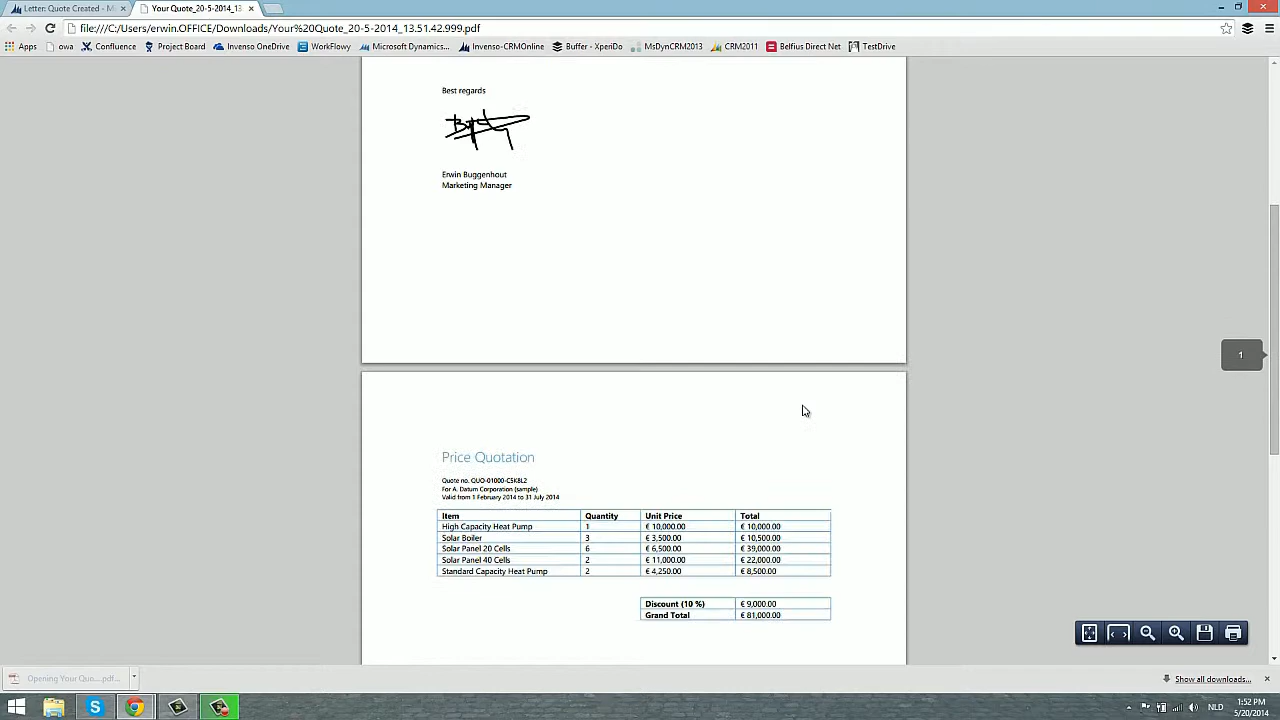 Letter: Quote Created - M
Your Quote_20-5-2014_13.
file:///C:/Users/erwin.OFFICE/Downloads/Your%20Quote_20-5-2014_13.51.42.999.pdf
Apps ova Confluence Project Board Invenso OneDrive WorkFlowy Microsoft Dynamics... Invenso-CRMOnline Buffer - XperiDo MsDynCRM2013 CRM2011 Belfius Direct Net TestDrive
Best regards
Erwin Buggenhout
Marketing Manager
1
Price Quotation
Quote no. QUO-01000-C5K8L2
For A. Datum Corporation (sample)
Valid from 1 February 2014 to 31 July 2014
Item Quantity Unit Price Total
High Capacity Heat Pump 1 € 10,000.00 € 10,000.00
Solar Boiler 3 € 3,500.00 € 10,500.00
Solar Panel 20 Cells 6 € 6,500.00 € 39,000.00
Solar Panel 40 Cells 2 € 11,000.00 € 22,000.00
Standard Capacity Heat Pump 2 € 4,250.00 € 8,500.00
Discount (10 %) € 9,000.00
Grand Total € 81,000.00
Opening Your Quo....pdf...
Show all downloads...
NLD
1:52 PM
5/20/2014